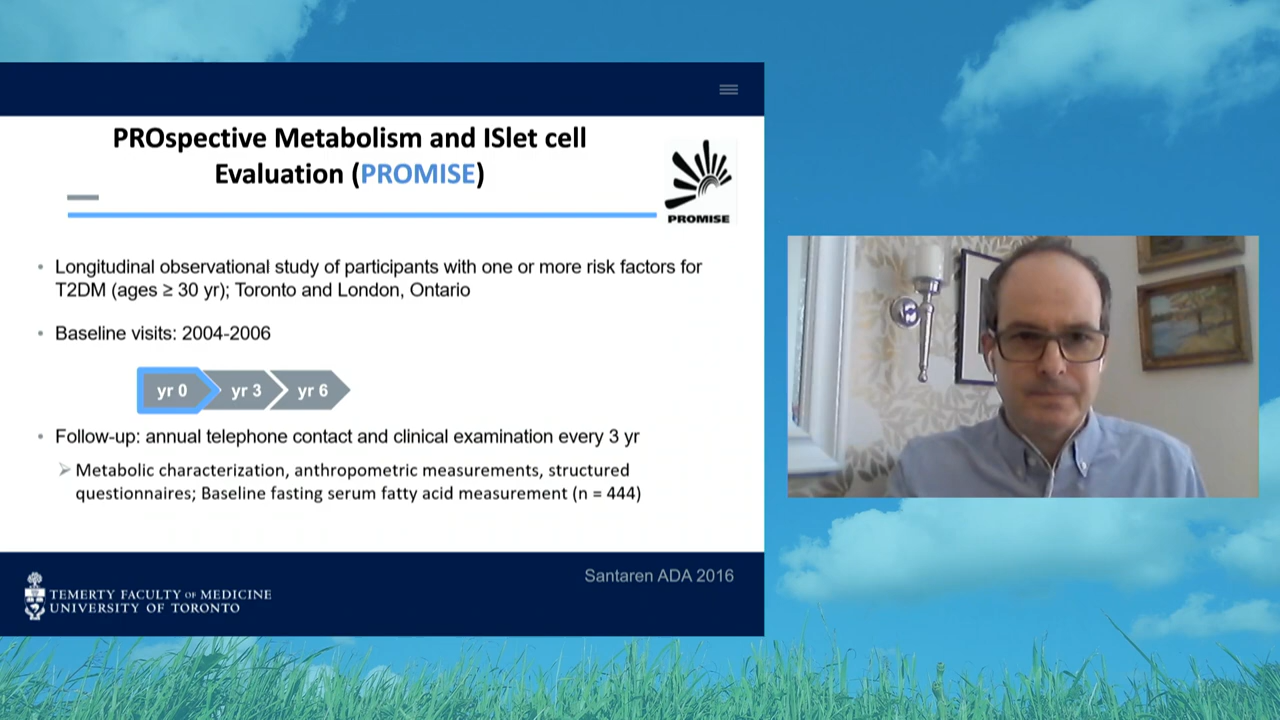 PROspective Metabolism and ISlet cell
Evaluation (PROMISE)
PROMISE
• Longitudinal observational study of participants with one or more risk factors for
T2DM (ages ≥ 30 yr); Toronto and London, Ontario
• Baseline visits: 2004-2006
yr 0 yr 3 yr 6
• Follow-up: annual telephone contact and clinical examination every 3 yr
➢ Metabolic characterization, anthropometric measurements, structured
questionnaires; Baseline fasting serum fatty acid measurement (n = 444)
Santaren ADA 2016
TEMERTY FACULTY OF MEDICINE
UNIVERSITY OF TORONTO